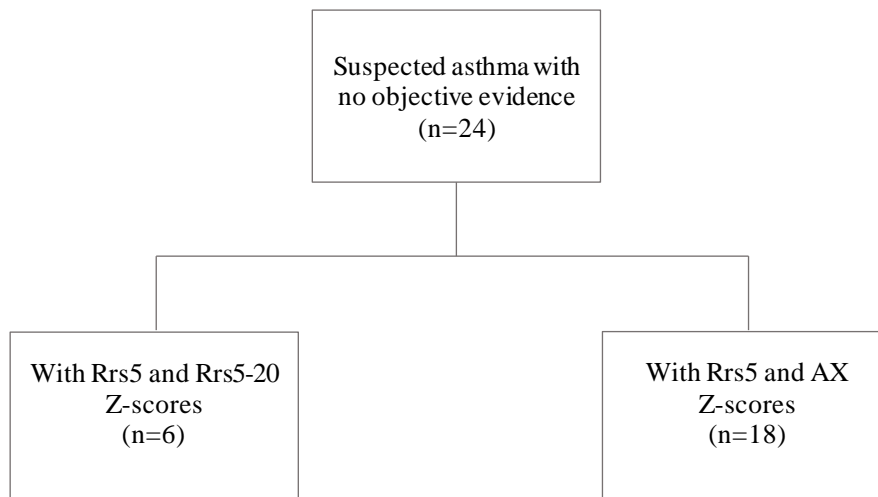 Suspected asthma with
no objective evidence
(n=24)
With Rrs5 and Rrs5-20
Z-scores
(n=6)
With Rrs5 and AX
Z-scores
(n=18)